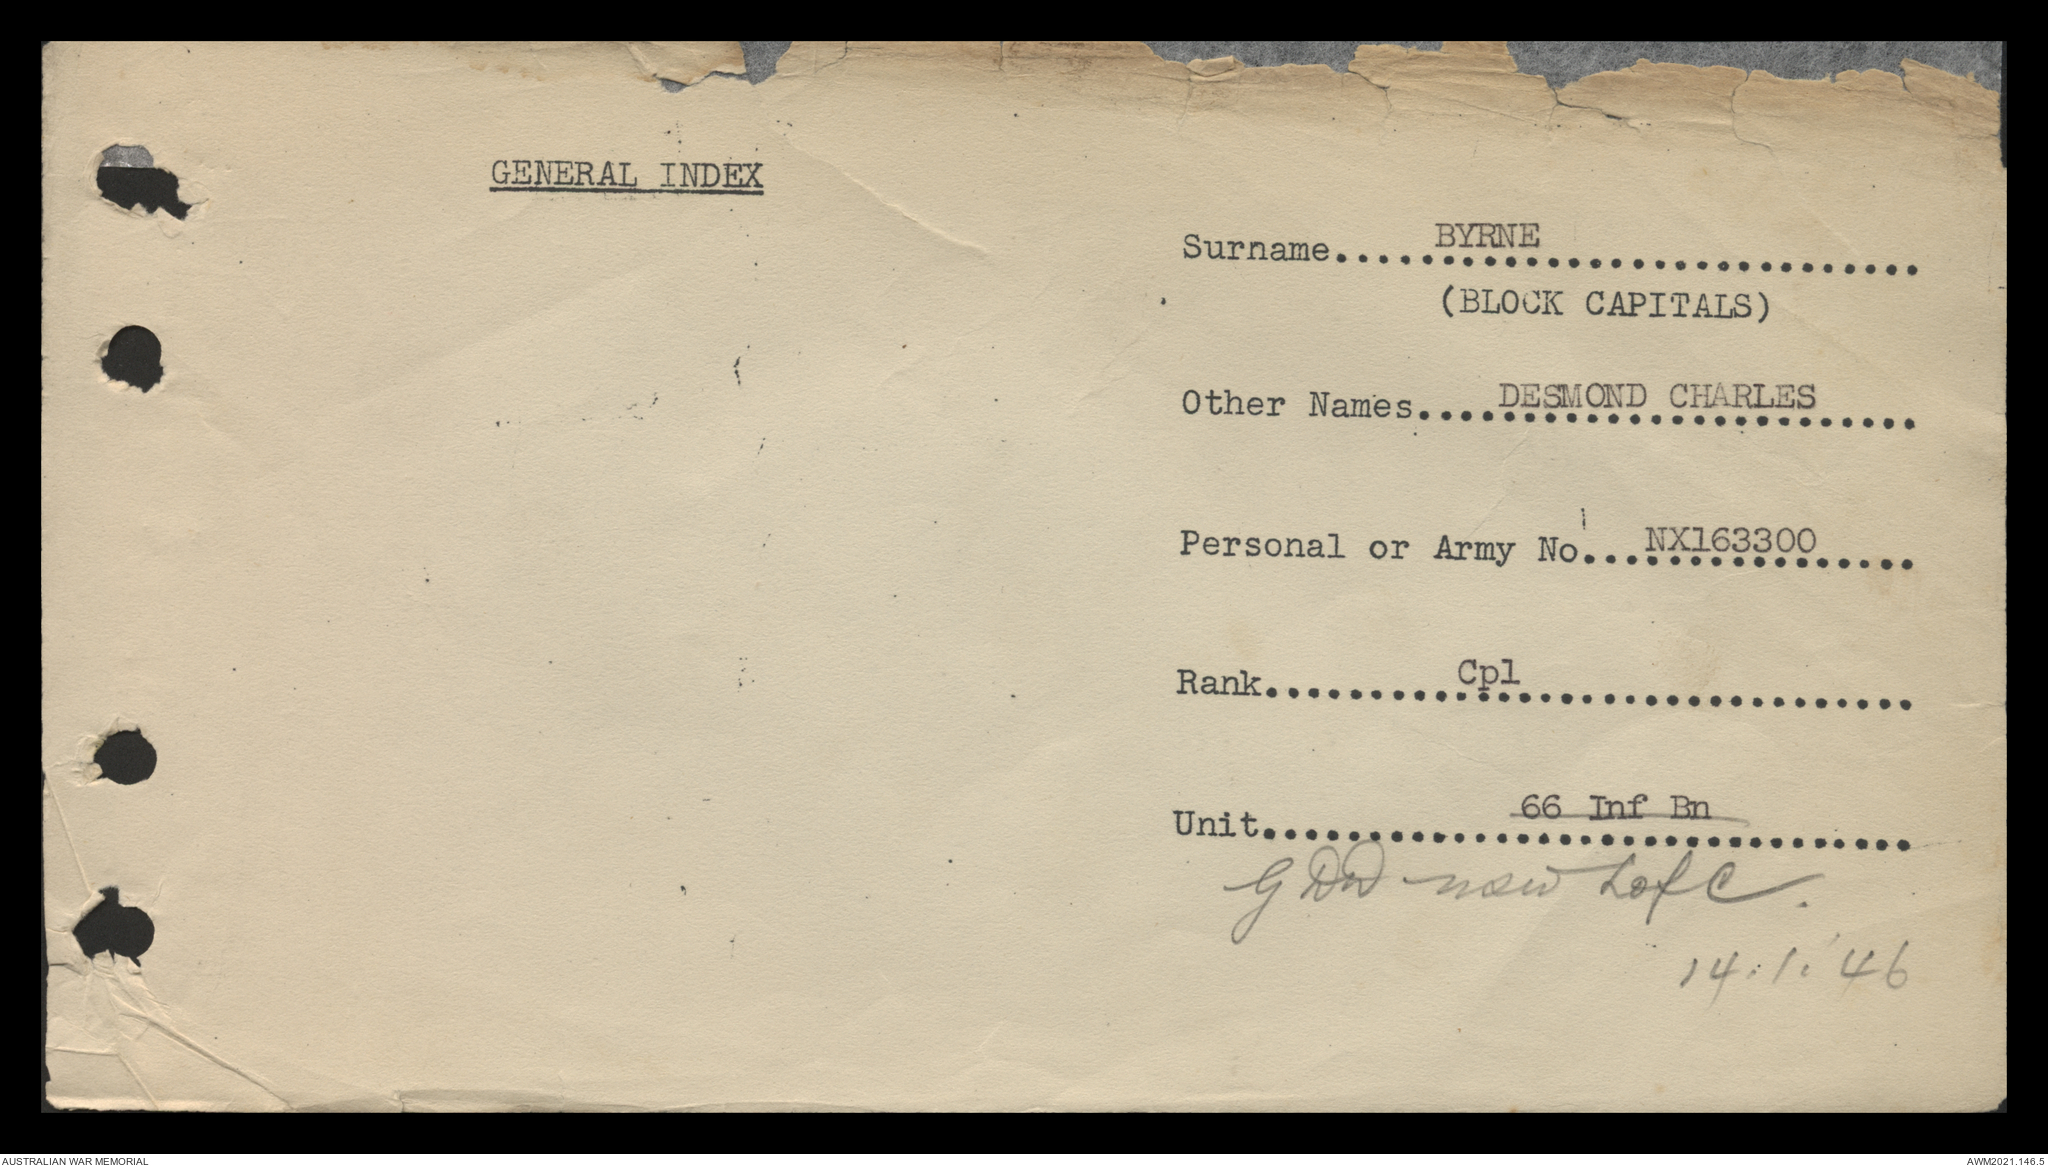 GENERAL INDEX
Surname..............................
BYRNE
(BLOCK CAPITALS)
Other Names........................
DESMOND CHARLES
Personal or Army No................
NX163300
Rank...............................
Cpl
Unit...............................
66 Inf Bn
G DD NSW L of C.
14.1.46
AUSTRALIAN WAR MEMORIAL
AWM2021.146.5